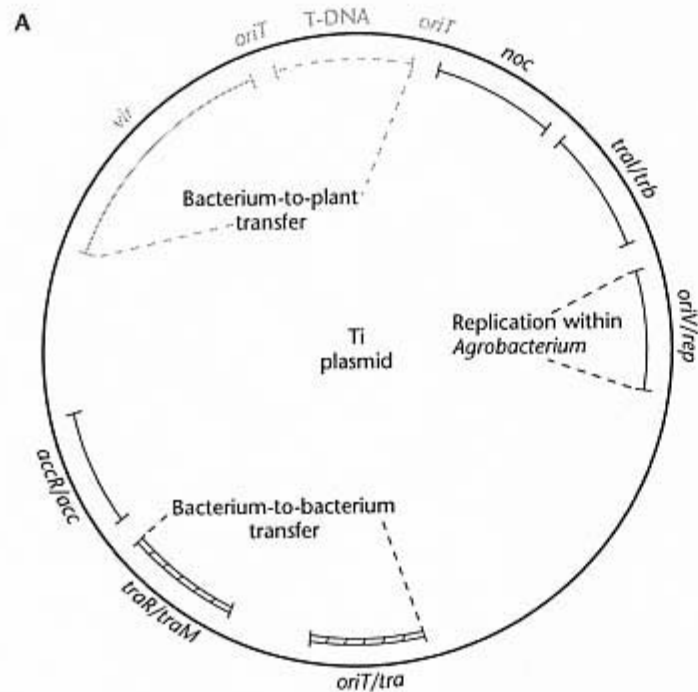 A
oriT
T-DNA
oriT
noc
vir
traI/trb
Bacterium-to-plant
transfer
oriV/rep
Replication within
Agrobacterium
Ti
plasmid
accR/acc
Bacterium-to-bacterium
transfer
traR/traM
oriT/tra